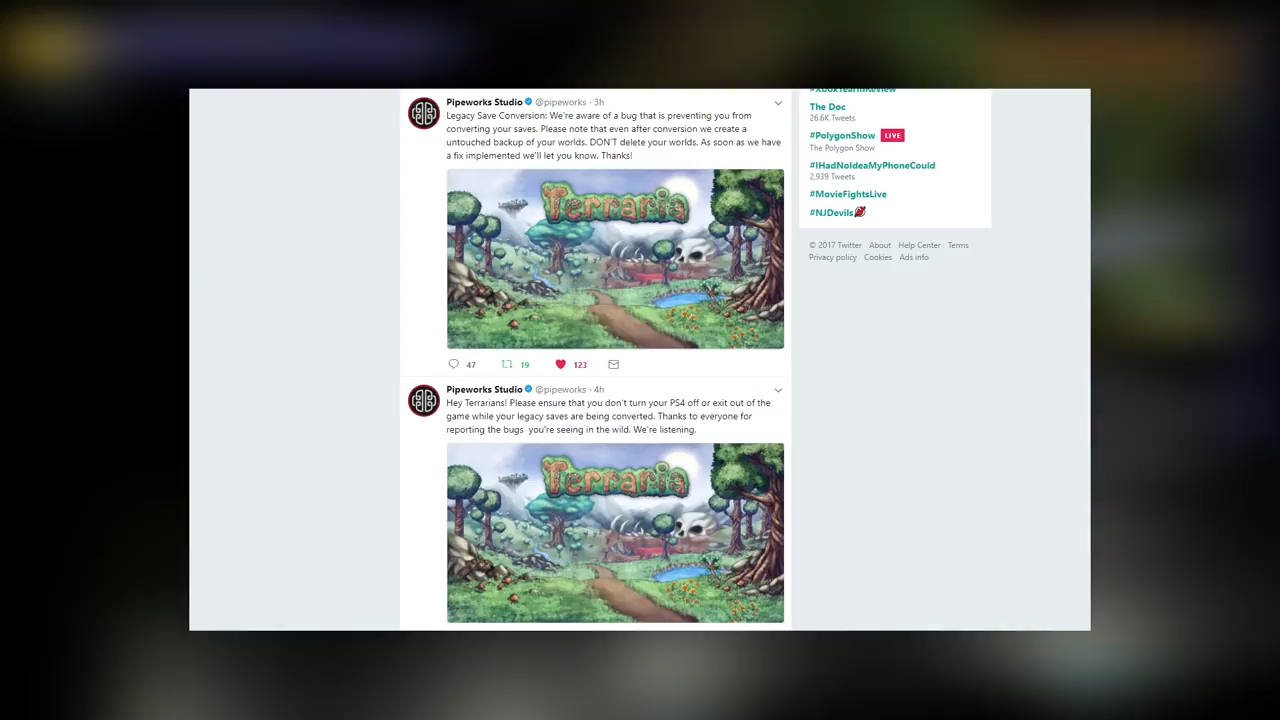 Pipeworks Studio @pipeworks · 3h
Legacy Save Conversion: We're aware of a bug that is preventing you from
converting your saves. Please note that even after conversion we create a
untouched backup of your worlds. DON'T delete your worlds. As soon as we have
a fix implemented we'll let you know. Thanks!
Terraria
47 19 123
Pipeworks Studio @pipeworks · 4h
Hey Terrarians! Please ensure that you don't turn your PS4 off or exit out of the
game while your legacy saves are being converted. Thanks to everyone for
reporting the bugs you're seeing in the wild. We're listening.
Terraria
#XboxYearInReview
The Doc
26.6K Tweets
#PolygonShow LIVE
The Polygon Show
#IHadNoIdeaMyPhoneCould
2,939 Tweets
#MovieFightsLive
#NJDevils
© 2017 Twitter About Help Center Terms
Privacy policy Cookies Ads info